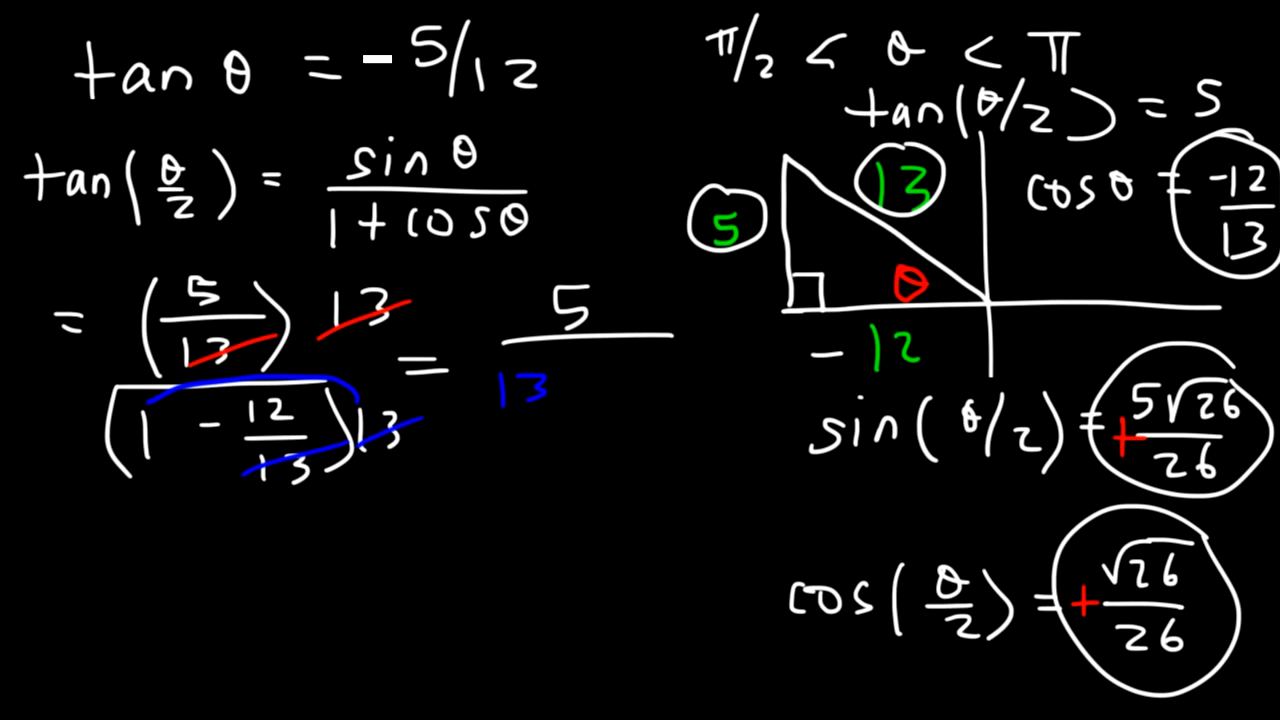 tan θ = - 5/12
π/2 < θ < π
tan(θ/2) = 5
tan(θ/2) = sin θ / 1 + cos θ
5
13
θ
- 12
cos θ = -12/13
= (5/13) 13 / (1 - 12/13) 13 = 5 / 13
sin(θ/2) = + 5√26 / 26
cos(θ/2) = + √26 / 26